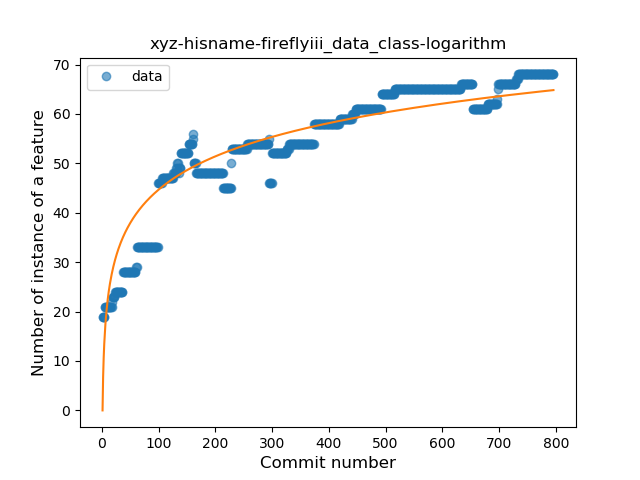 xyz-hisname-fireflyiii_data_class-logarithm
data
Number of instance of a feature
70
60
50
40
30
20
10
0
0 100 200 300 400 500 600 700 800
Commit number